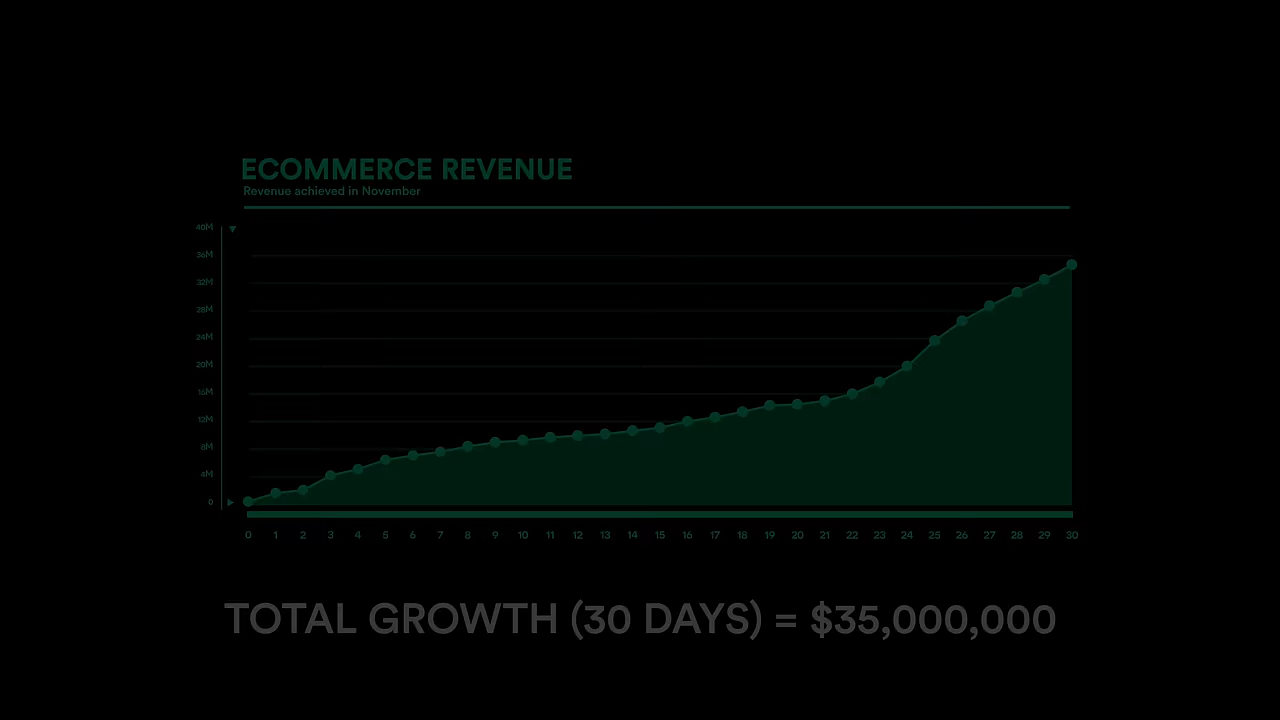 ECOMMERCE REVENUE
Revenue achieved in November
40M
36M
32M
28M
24M
20M
16M
12M
8M
4M
0
0 1 2 3 4 5 6 7 8 9 10 11 12 13 14 15 16 17 18 19 20 21 22 23 24 25 26 27 28 29 30
TOTAL GROWTH (30 DAYS) = $35,000,000